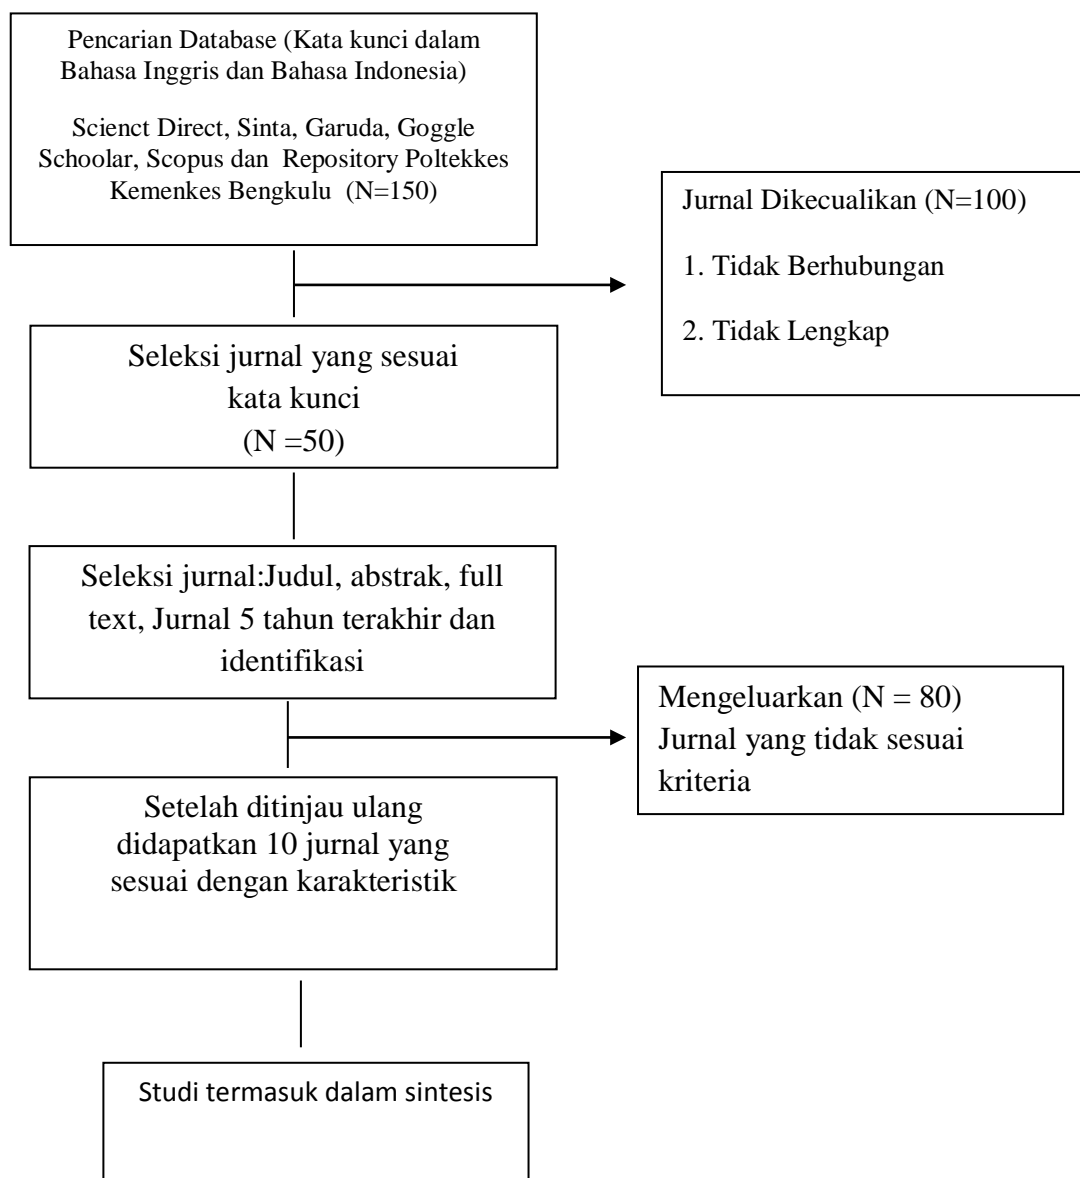 Pencarian Database (Kata kunci dalam
Bahasa Inggris dan Bahasa Indonesia)
Scienct Direct, Sinta, Garuda, Goggle
Schoolar, Scopus dan Repository Poltekkes
Kemenkes Bengkulu (N=150)
Jurnal Dikecualikan (N=100)
1. Tidak Berhubungan
2. Tidak Lengkap
Seleksi jurnal yang sesuai
kata kunci
(N =50)
Seleksi jurnal:Judul, abstrak, full
text, Jurnal 5 tahun terakhir dan
identifikasi
Mengeluarkan (N = 80)
Jurnal yang tidak sesuai
kriteria
Setelah ditinjau ulang
didapatkan 10 jurnal yang
sesuai dengan karakteristik
Studi termasuk dalam sintesis